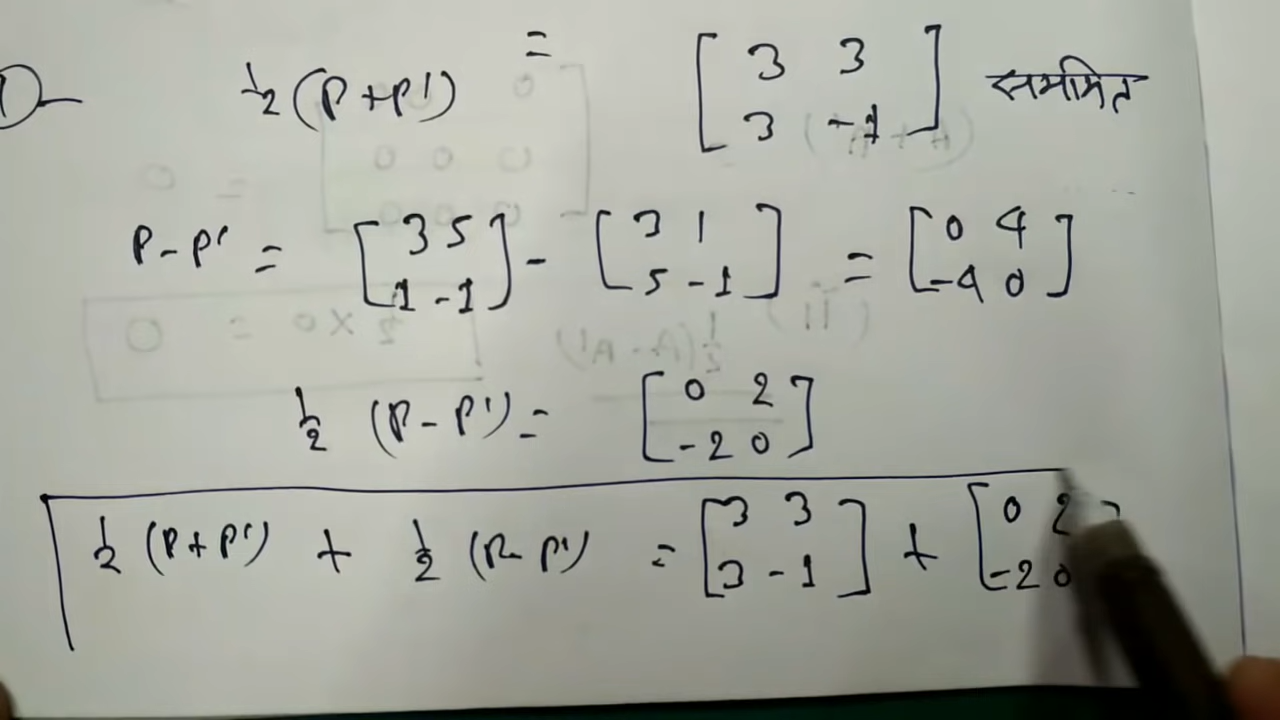 1) ½(P+P') = [3 3; 3 -1] समामित
P-P' = [3 5; 1 -1] - [3 1; 5 -1] = [0 4; -4 0]
½ (P-P') = [0 2; -2 0]
½ (P+P') + ½ (P-P') = [3 3; 3 -1] + [0 2; -2 0